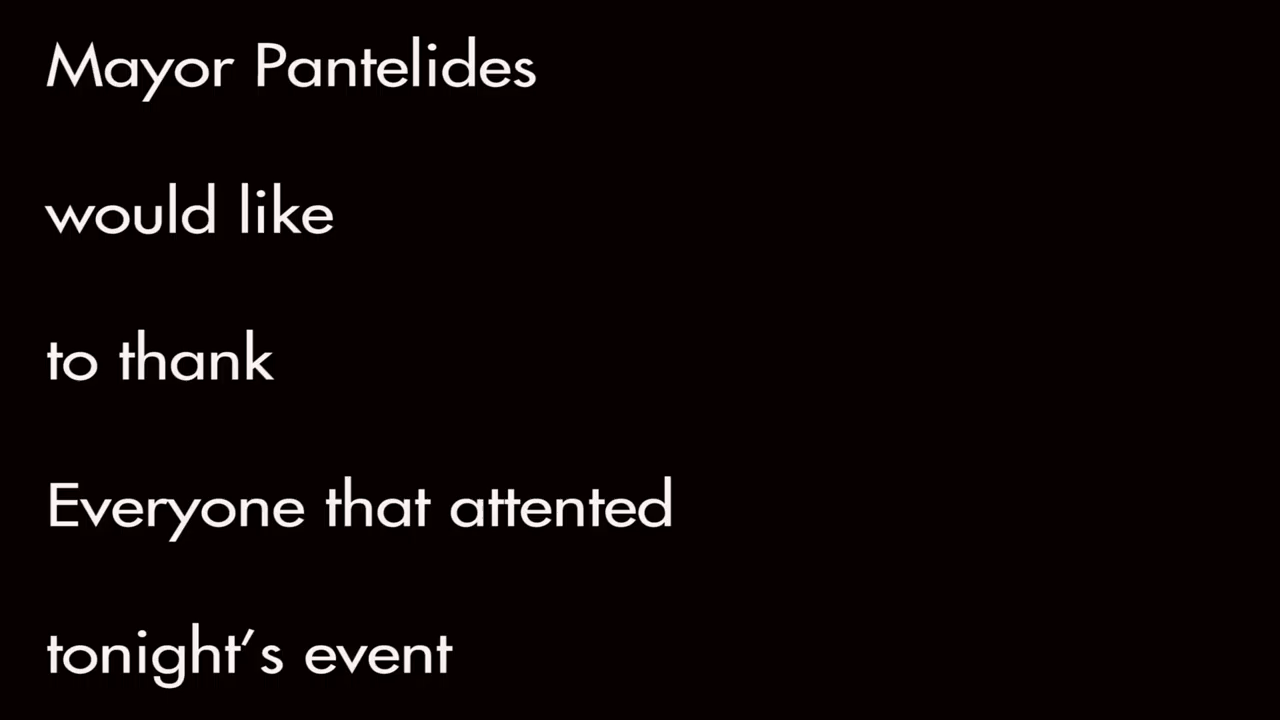 Mayor Pantelides
would like
to thank
Everyone that attented
tonight’s event